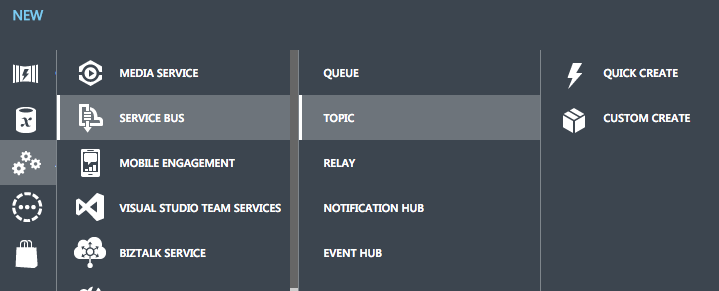 NEW
MEDIA SERVICE
SERVICE BUS
MOBILE ENGAGEMENT
VISUAL STUDIO TEAM SERVICES
BIZTALK SERVICE
QUEUE
TOPIC
RELAY
NOTIFICATION HUB
EVENT HUB
QUICK CREATE
CUSTOM CREATE